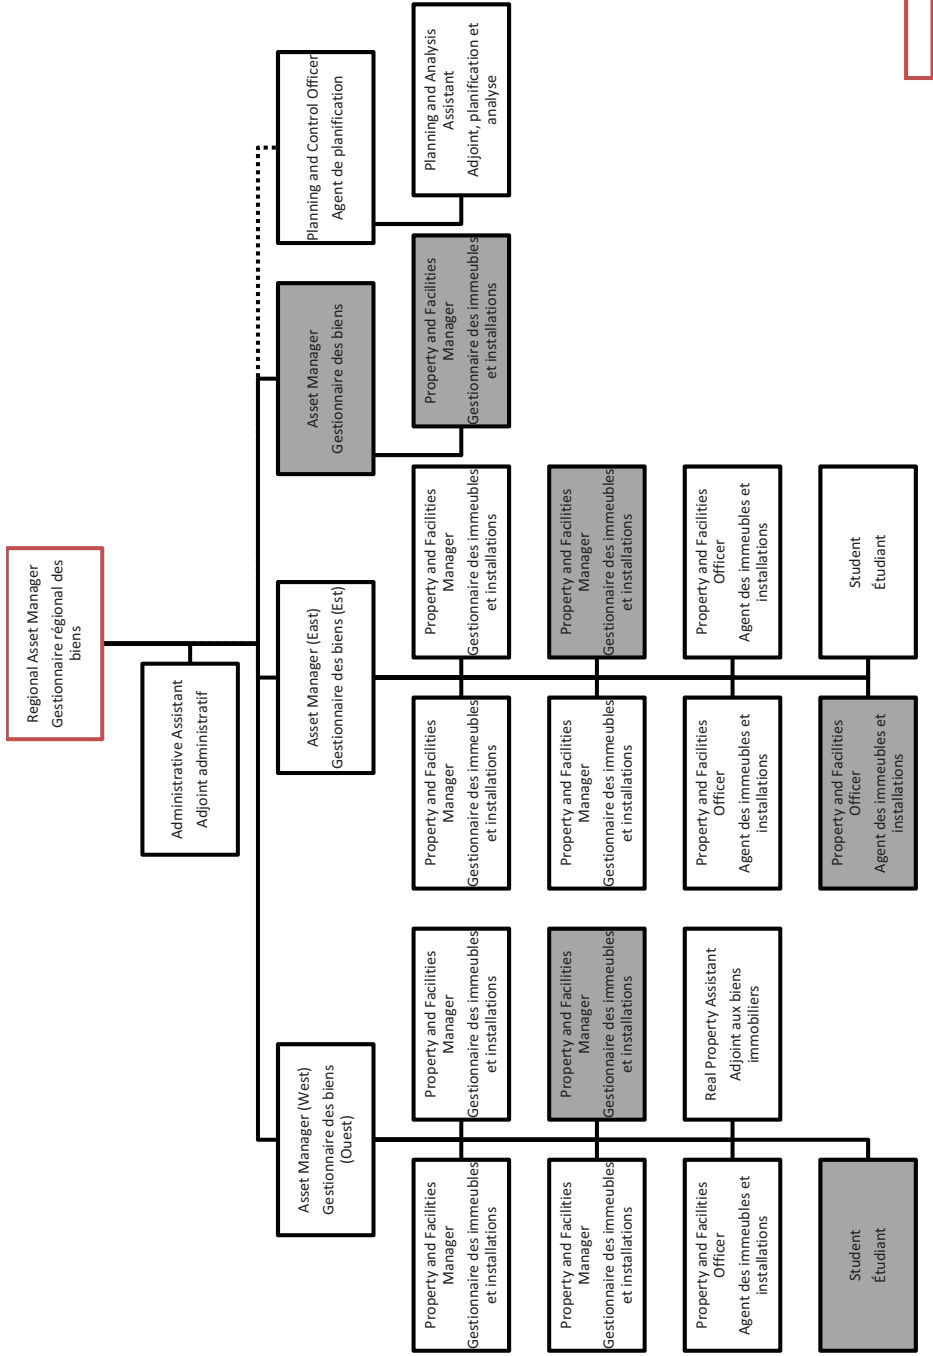 Regional Asset Manager
Gestionnaire régional des
biens
Administrative Assistant
Adjoint administratif
Asset Manager (West)
Gestionnaire des biens
(Ouest)
Asset Manager (East)
Gestionnaire des biens (Est)
Asset Manager
Gestionnaire des biens
Planning and Control Officer
Agent de planification
Property and Facilities
Manager
Gestionnaire des immeubles
et installations
Property and Facilities
Manager
Gestionnaire des immeubles
et installations
Property and Facilities
Manager
Gestionnaire des immeubles
et installations
Property and Facilities
Manager
Gestionnaire des immeubles
et installations
Property and Facilities
Manager
Gestionnaire des immeubles
et installations
Planning and Analysis
Assistant
Adjoint, planification et
analyse
Property and Facilities
Manager
Gestionnaire des immeubles
et installations
Property and Facilities
Manager
Gestionnaire des immeubles
et installations
Property and Facilities
Manager
Gestionnaire des immeubles
et installations
Property and Facilities
Manager
Gestionnaire des immeubles
et installations
Property and Facilities
Officer
Agent des immeubles et
installations
Real Property Assistant
Adjoint aux biens
immobiliers
Property and Facilities
Officer
Agent des immeubles et
installations
Property and Facilities
Officer
Agent des immeubles et
installations
Student
Étudiant
Property and Facilities
Officer
Agent des immeubles et
installations
Student
Étudiant